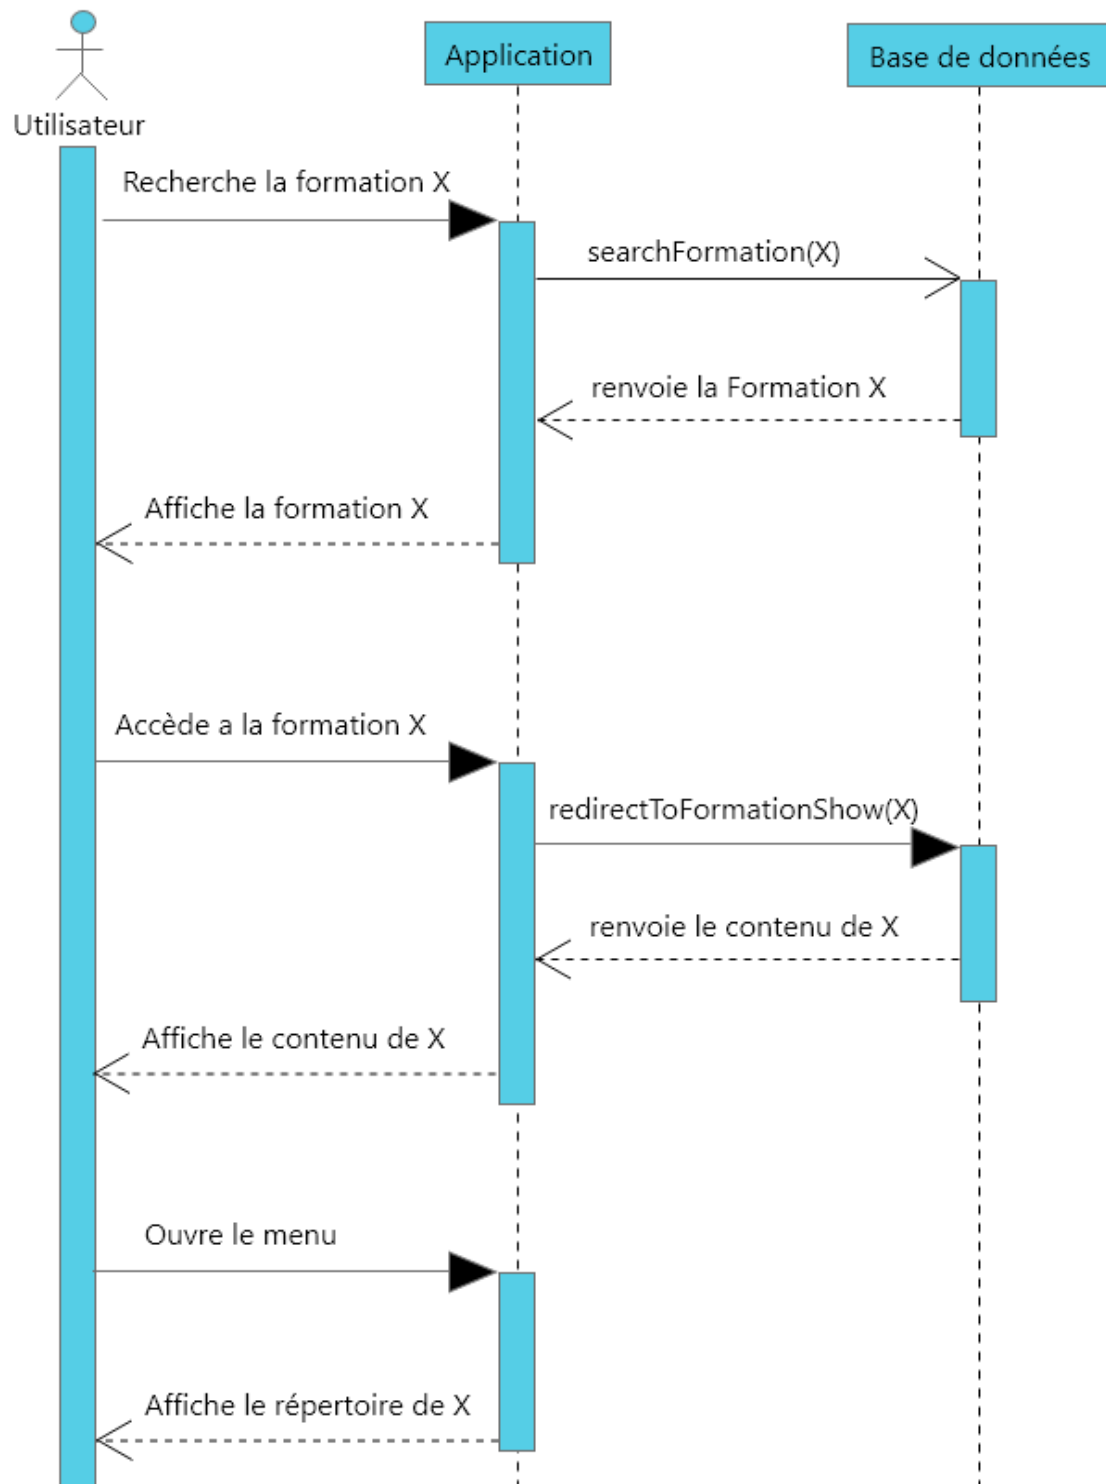 Application
Base de données
Utilisateur
Recherche la formation X
searchFormation(X)
renvoie la Formation X
Affiche la formation X
Accède a la formation X
redirectToFormationShow(X)
renvoie le contenu de X
Affiche le contenu de X
Ouvre le menu
Affiche le répertoire de X